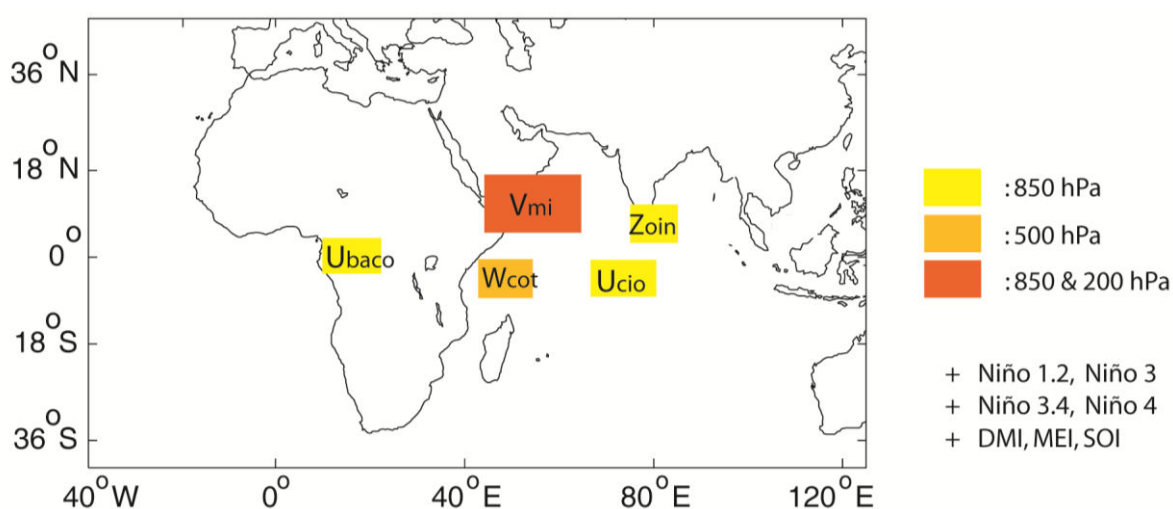 36° N
18° N
0°
18° S
36° S
40° W
0°
40° E
80° E
120° E
Vmi
Zoin
Ubaco
Wcot
Ucio
:850 hPa
:500 hPa
:850 & 200 hPa
+ Niño 1.2, Niño 3
+ Niño 3.4, Niño 4
+ DMI, MEI, SOI